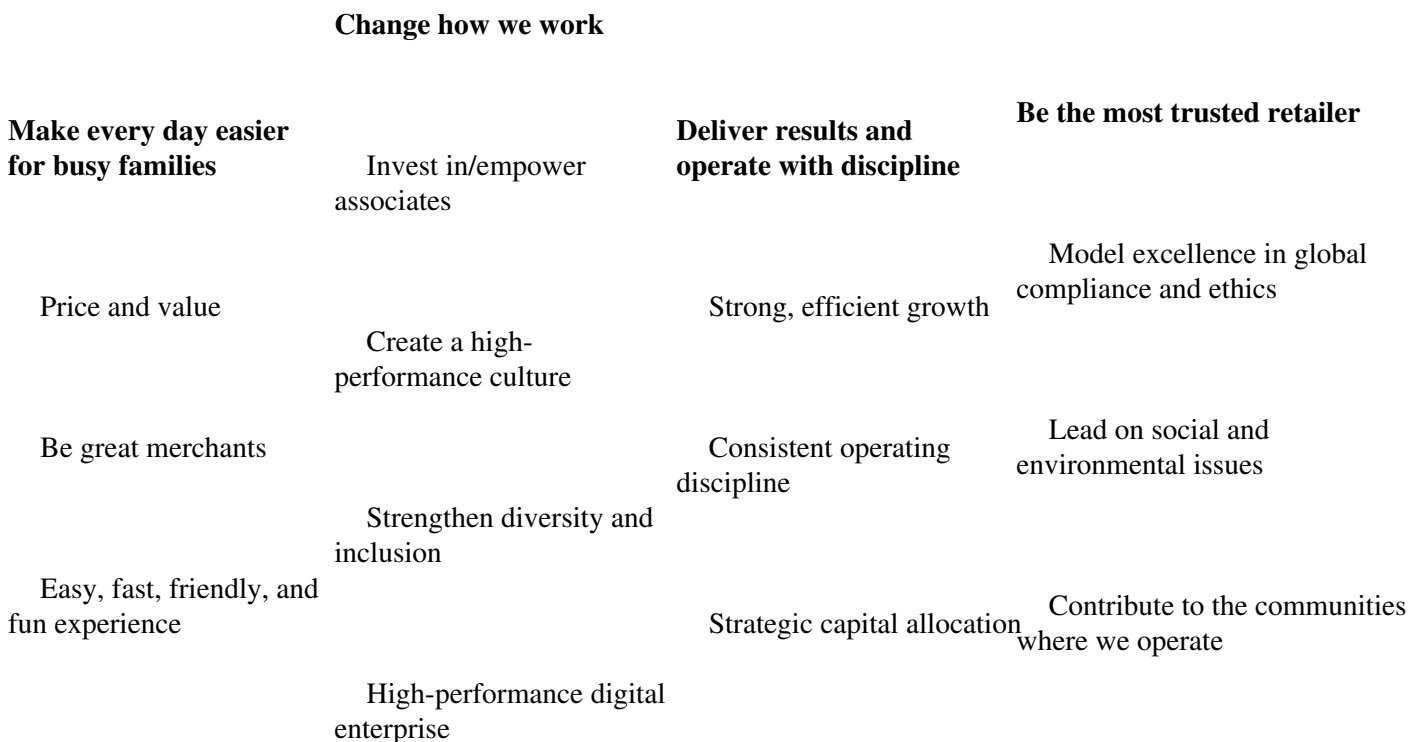 Make every day easier
for busy families
Price and value
Be great merchants
Easy, fast, friendly, and
fun experience
Change how we work
Invest in/empower
associates
Create a high-
performance culture
Strengthen diversity and
inclusion
High-performance digital
enterprise
Deliver results and
operate with discipline
Strong, efficient growth
Consistent operating
discipline
Strategic capital allocation
Be the most trusted retailer
Model excellence in global
compliance and ethics
Lead on social and
environmental issues
Contribute to the communities
where we operate